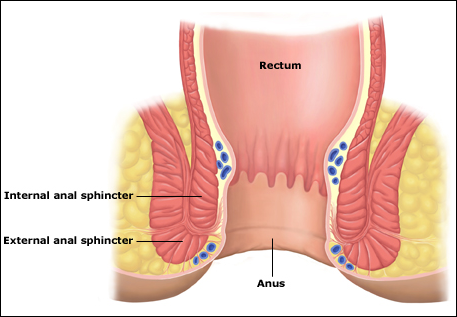 Rectum
Internal anal sphincter
External anal sphincter
Anus